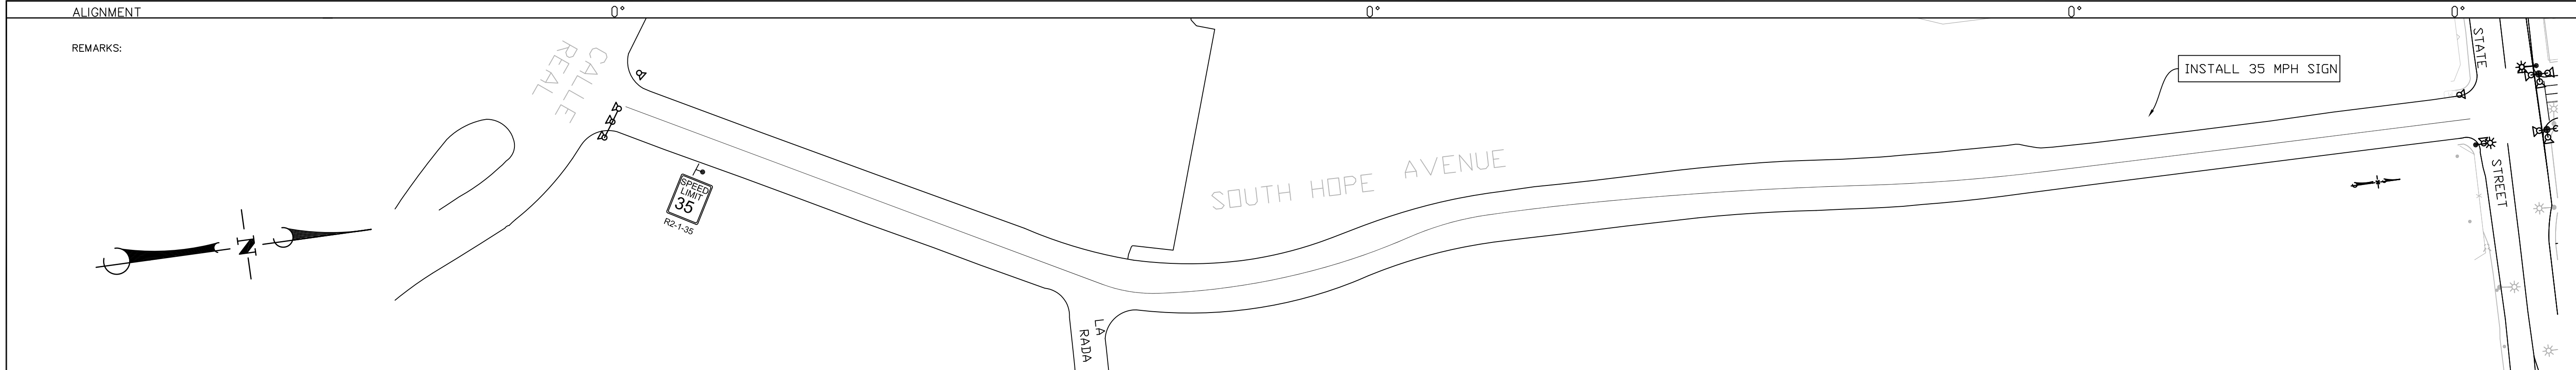 ALIGNMENT
0°
0°
0°
0°
REMARKS:
CALLE
REAL
STATE
INSTALL 35 MPH SIGN
SPEED
LIMIT
35
R2-1-35
SOUTH HOPE AVENUE
STREET
N
LA
RADA